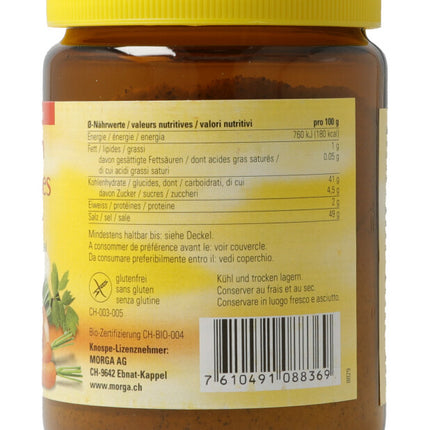 Ø-Nährwerte / valeurs nutritives / valori nutritivi pro 100 g
Energie / énergie / energia 760 kJ (180 kcal)
Fett / lipides / grassi 1 g
davon gesättigte Fettsäuren / dont acides gras saturés / 0,05 g
di cui acidi grassi saturi
Kohlenhydrate / glucides, dont / carboidrati, di cui 41 g
davon Zucker / sucres / zuccheri 4,5 g
Eiweiss / protéines / proteine 2 g
Salz / sel / sale 49 g
Mindestens haltbar bis: siehe Deckel.
A consommer de préférence avant le: voir couvercle.
Da consumare preferibilmente entro il: vedi coperchio.
glutenfrei
sans gluten
senza glutine
CH-003-005
Kühl und trocken lagern.
Conserver au frais et au sec.
Conservare in luogo fresco e asciutto.
Bio-Zertifizierung CH-BIO-004
Knospe-Lizenznehmer:
MORGA AG
CH-9642 Ebnat-Kappel
www.morga.ch
7 610491 088369